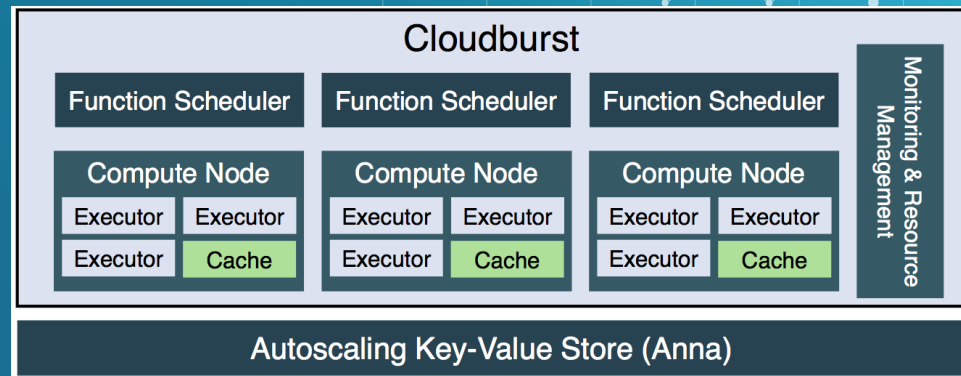 Cloudburst
Function Scheduler
Function Scheduler
Function Scheduler
Monitoring & Resource
Management
Compute Node
Executor
Executor
Executor
Cache
Compute Node
Executor
Executor
Executor
Cache
Compute Node
Executor
Executor
Executor
Cache
Autoscaling Key-Value Store (Anna)